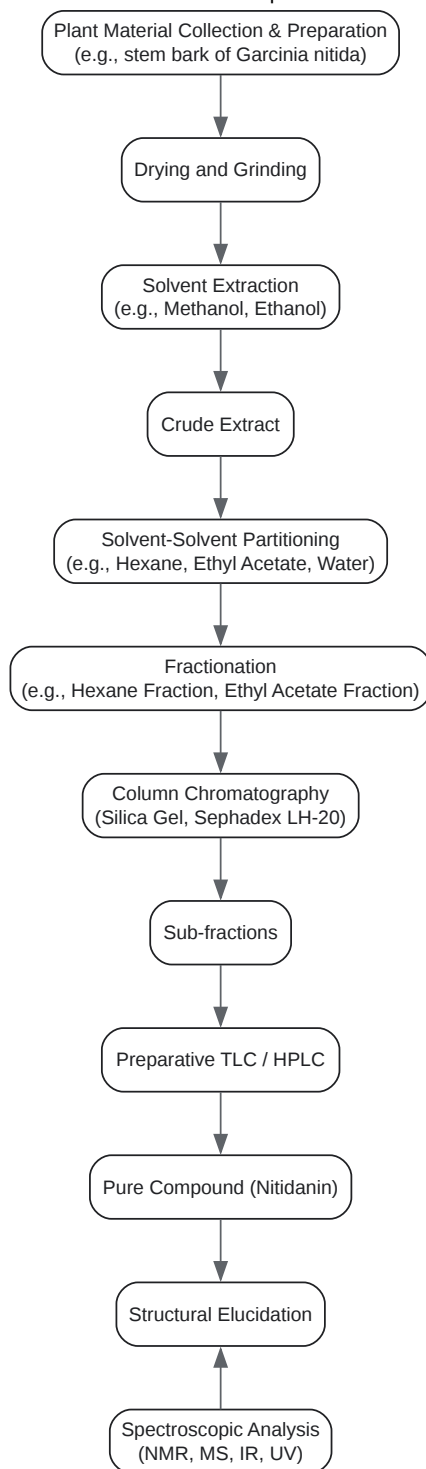 Plant Material Collection & Preparation
(e.g., stem bark of Garcinia nitida)
Drying and Grinding
Solvent Extraction
(e.g., Methanol, Ethanol)
Crude Extract
Solvent-Solvent Partitioning
(e.g., Hexane, Ethyl Acetate, Water)
Fractionation
(e.g., Hexane Fraction, Ethyl Acetate Fraction)
Column Chromatography
(Silica Gel, Sephadex LH-20)
Sub-fractions
Preparative TLC / HPLC
Pure Compound (Nitidanin)
Structural Elucidation
Spectroscopic Analysis
(NMR, MS, IR, UV)